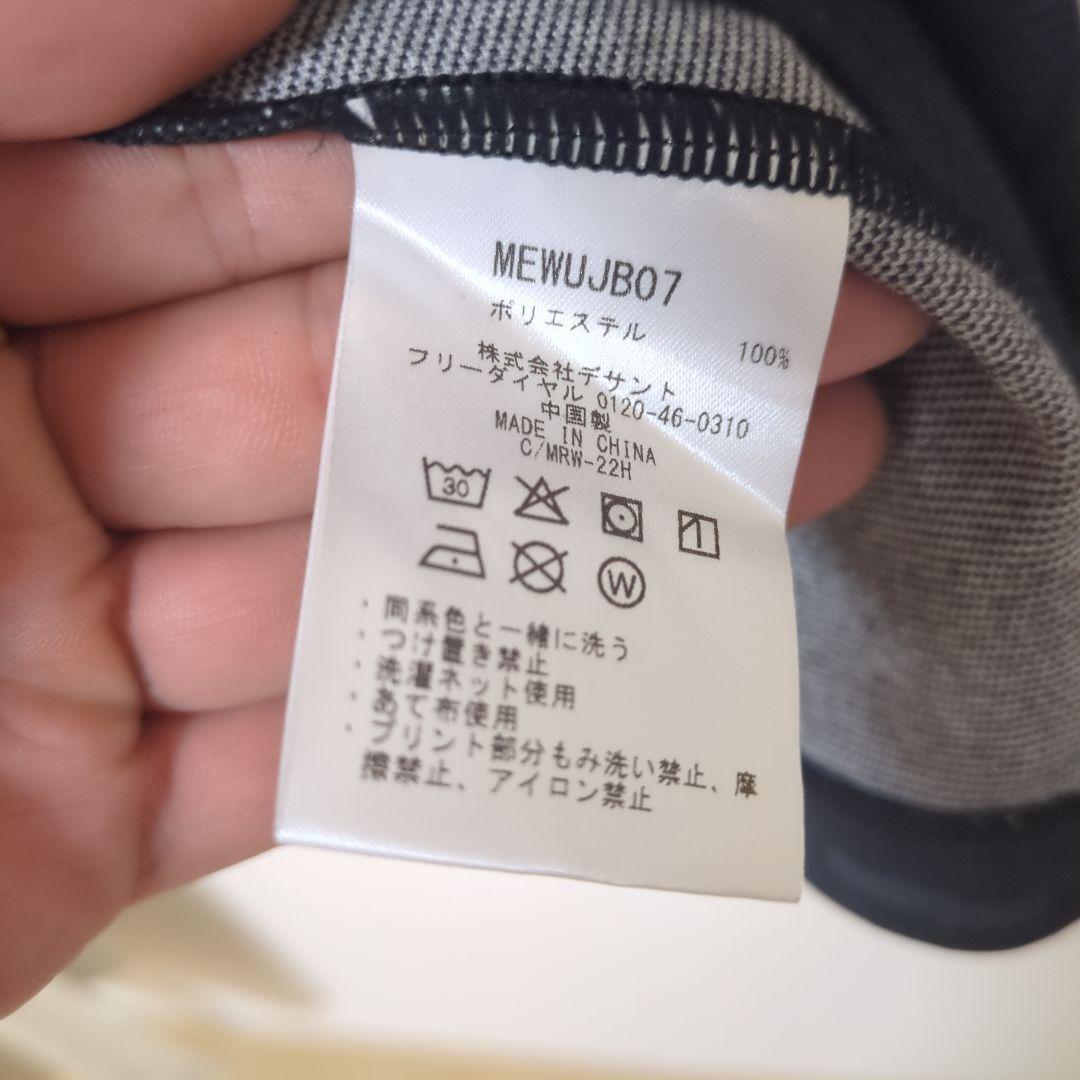 MEWUJB07
ポリエステル 100%
株式会社デサント
フリーダイヤル 0120-46-0310
中国製
MADE IN CHINA
C/MRW-22H
30
W
・同系色と一緒に洗う
・つけ置き禁止
・洗濯ネット使用
・あて布使用
・プリント部分もみ洗い禁止、摩
擦禁止、アイロン禁止